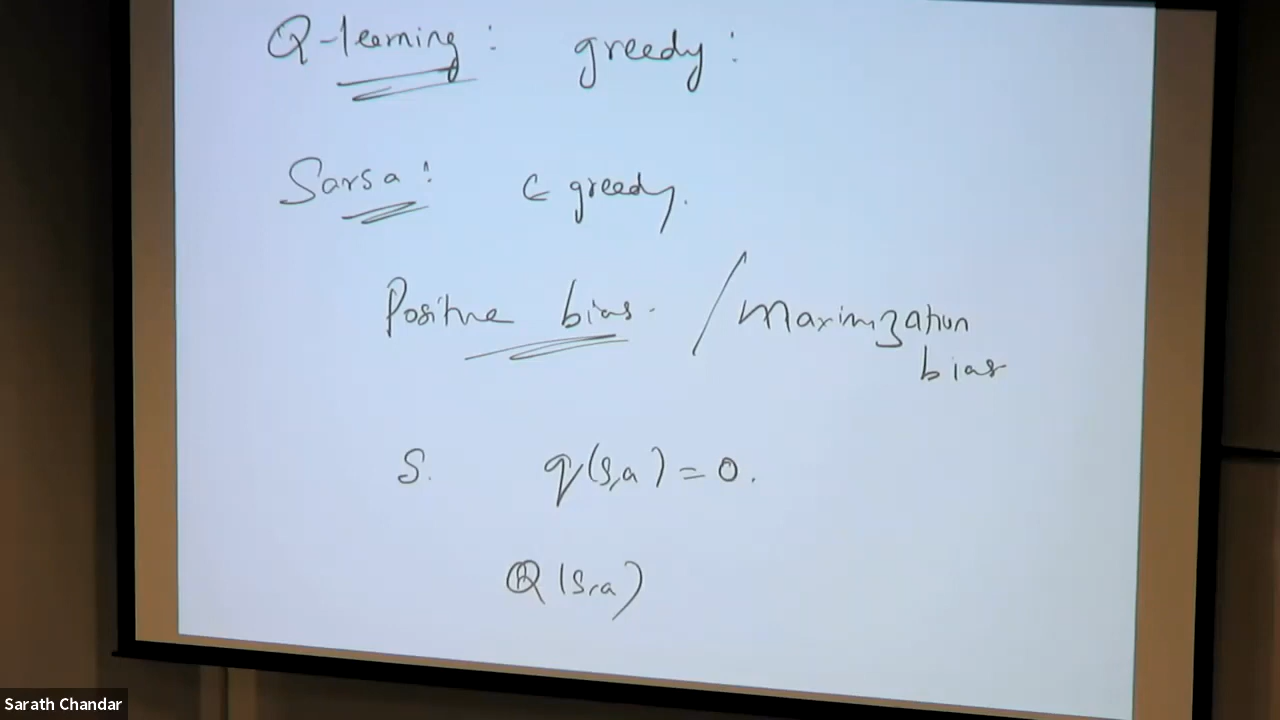 Q-learning : greedy :
Sarsa : ϵ greedy.
Positive bias. / Maximization
bias
S. q(s,a) = 0.
Q(s,a)
Sarath Chandar